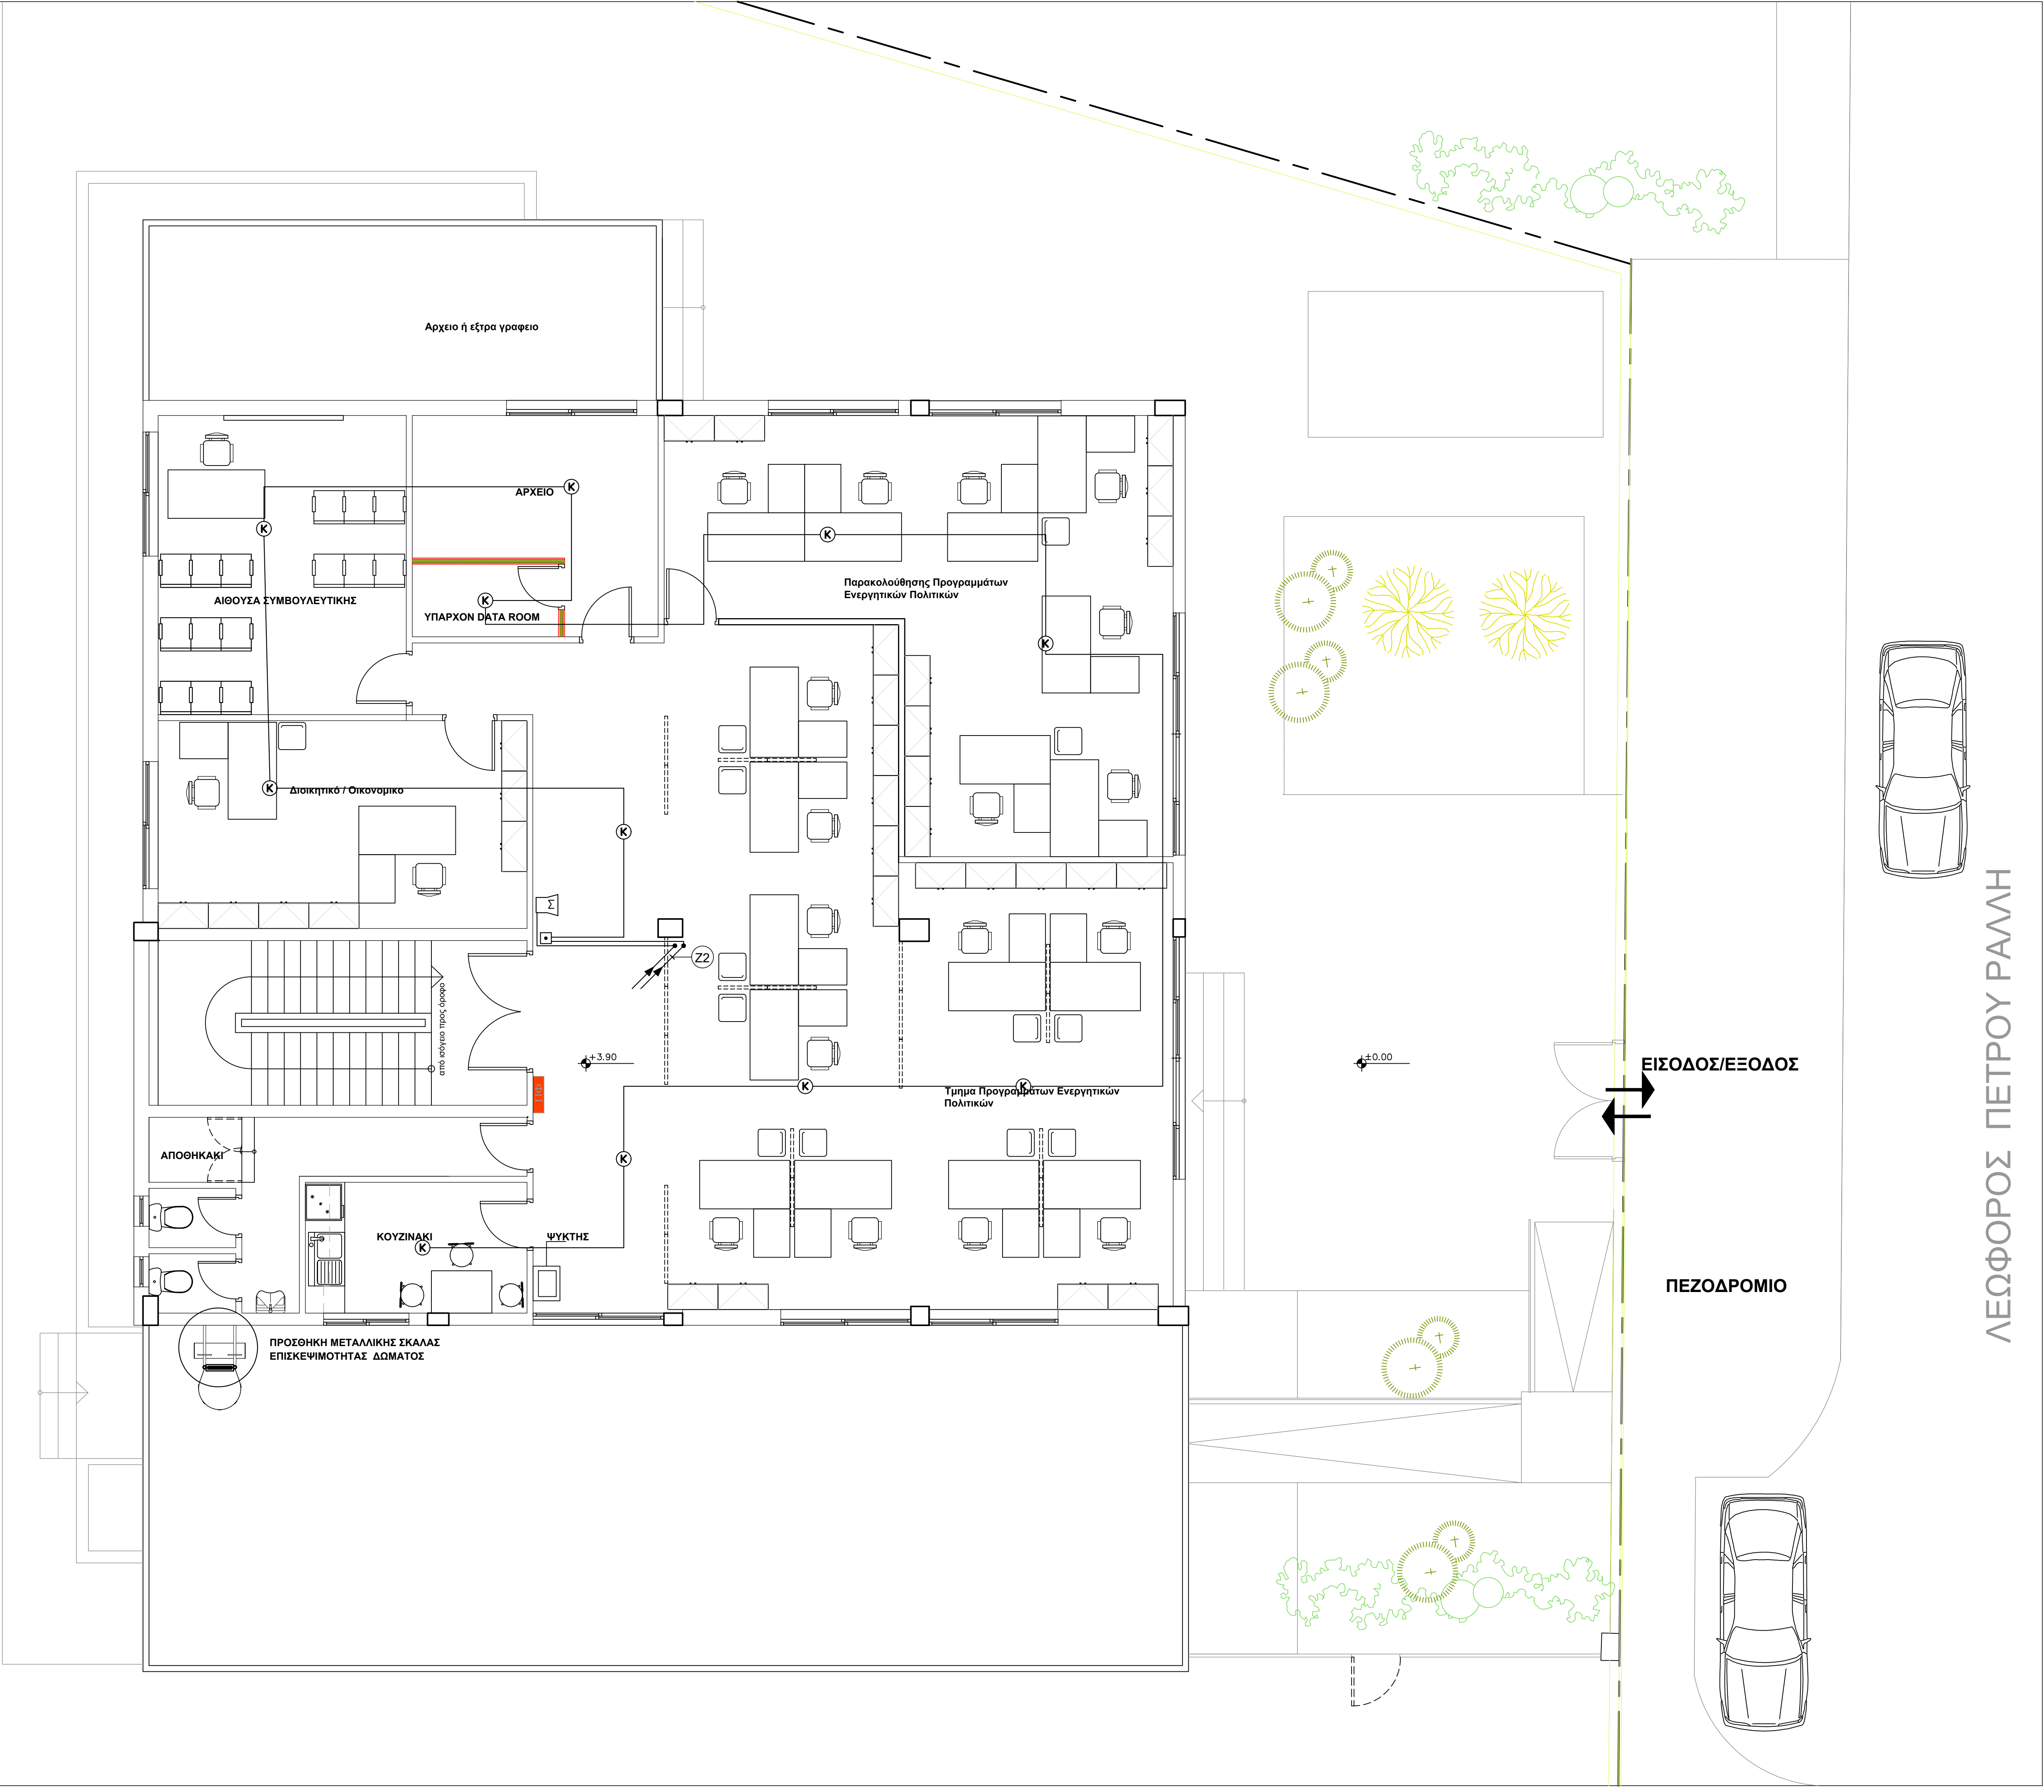 Αρχειο ή εξτρα γραφειο
ΑΡΧΕΙΟ
K
K
K
Παρακολούθησης Προγραμμάτων
Ενεργητικών Πολιτικών
ΑΙΘΟΥΣΑ ΣΥΜΒΟΥΛΕΥΤΙΚΗΣ
K
ΥΠΑΡΧΟΝ DATA ROOM
K
K
Διοικητικό / Οικονομικο
K
Σ
Z2
από ισόγειο προς όροφο
+3.90
±0.00
ΕΙΣΟΔΟΣ/ΕΞΟΔΟΣ
K
K
Τμημα Προγραμμάτων Ενεργητικών
Πολιτικών
ΑΠΟΘΗΚΑΚΙ
K
ΚΟΥΖΙΝΑΚΙ
K
ΨΥΚΤΗΣ
ΠΕΖΟΔΡΟΜΙΟ
ΠΡΟΣΘΗΚΗ ΜΕΤΑΛΛΙΚΗΣ ΣΚΑΛΑΣ
ΕΠΙΣΚΕΨΙΜΟΤΗΤΑΣ ΔΩΜΑΤΟΣ
ΛΕΩΦΟΡΟΣ ΠΕΤΡΟΥ ΡΑΛΛΗ